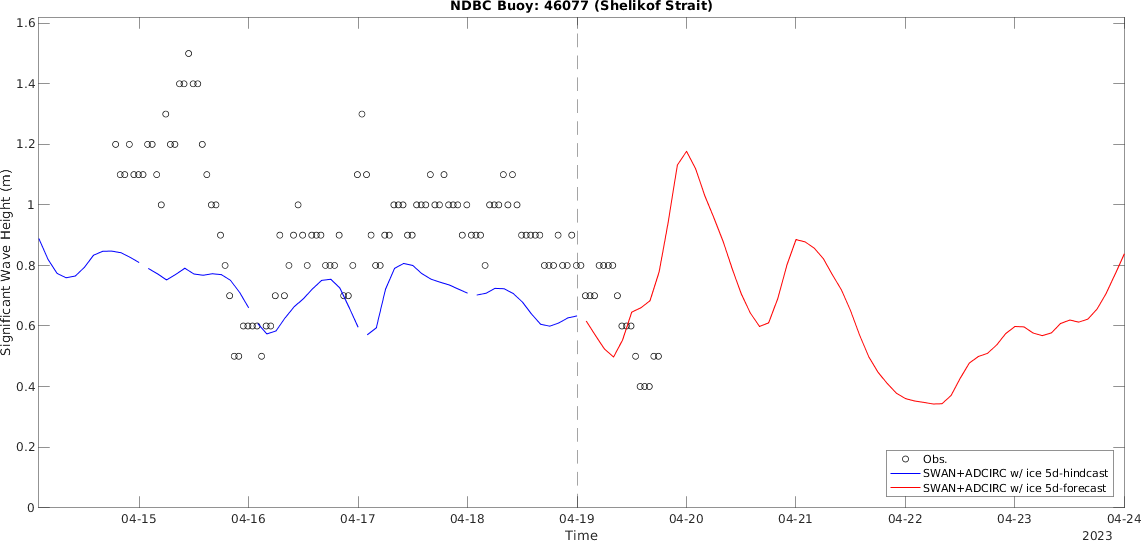 NDBC Buoy: 46077 (Shelikof Strait)
1.6
1.4
1.2
1
0.8
0.6
0.4
0.2
0
Significant Wave Height (m)
Obs.
SWAN+ADCIRC w/ ice 5d-hindcast
SWAN+ADCIRC w/ ice 5d-forecast
04-15 04-16 04-17 04-18 04-19 04-20 04-21 04-22 04-23 04-24
Time
2023